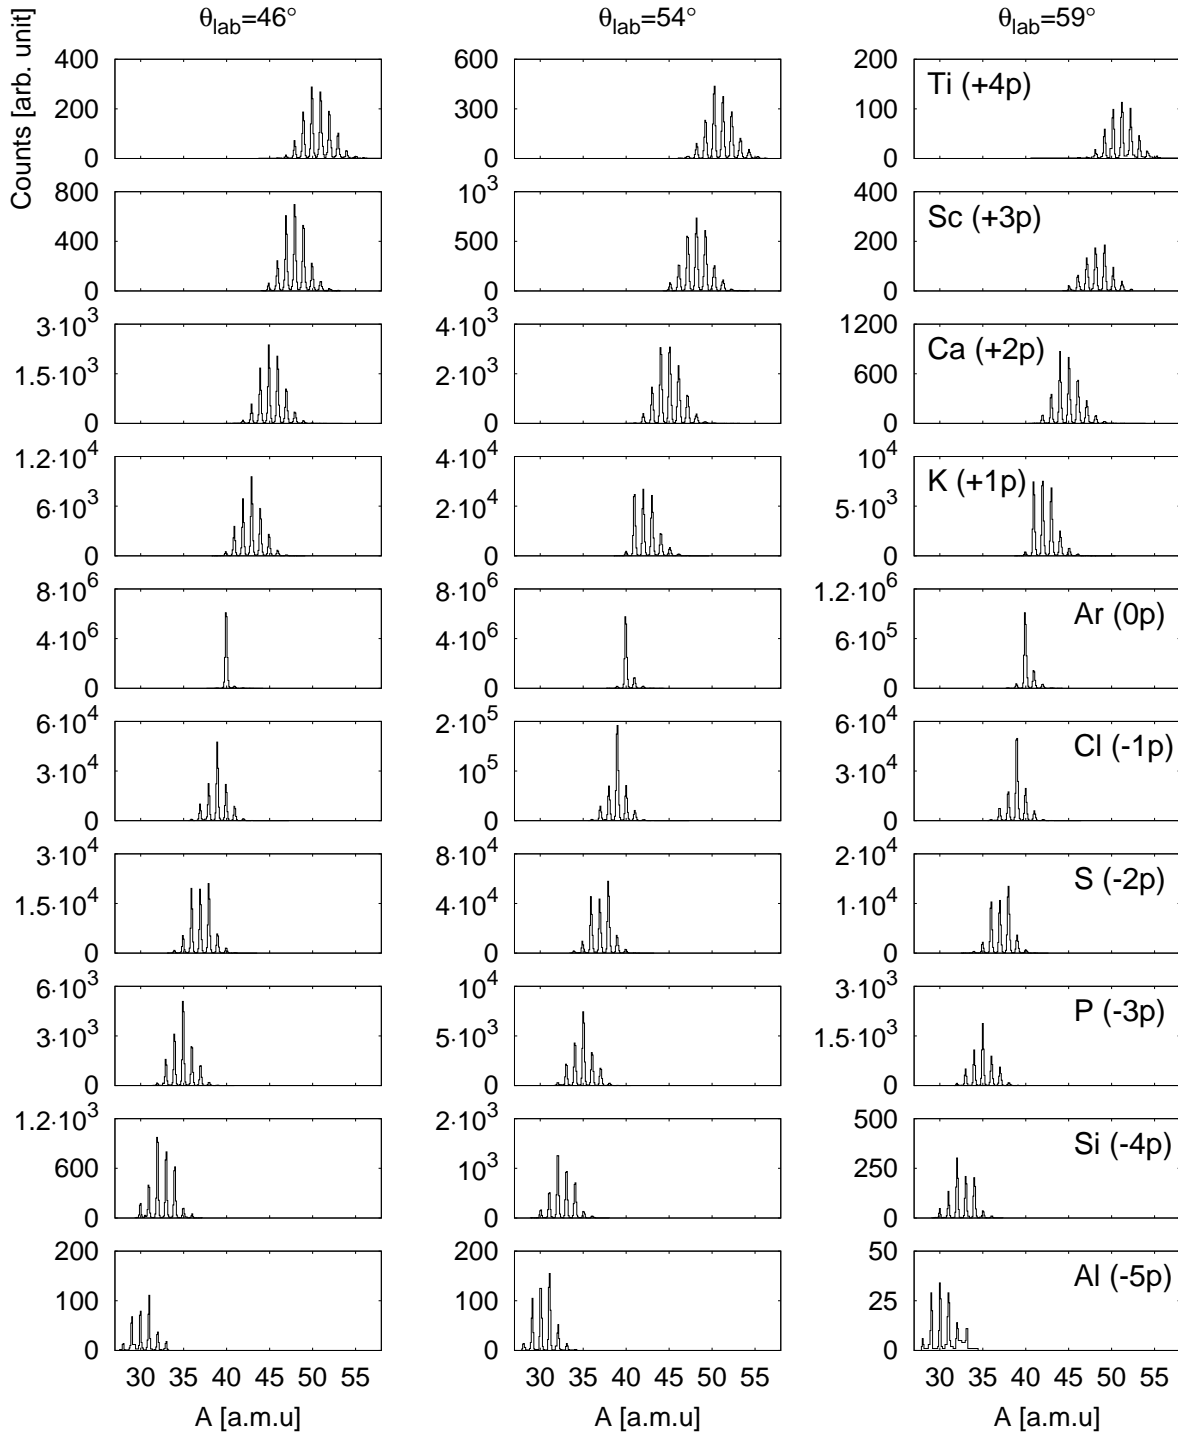 θlab=46° θlab=54° θlab=59°
Counts [arb. unit]
400 600 200 Ti (+4p)
200 300 100
0 0 0
800 10³ 400 Sc (+3p)
400 500 200
0 0 0
3·10³ 4·10³ 1200 Ca (+2p)
1.5·10³ 2·10³ 600
0 0 0
1.2·10⁴ 4·10⁴ 10⁴ K (+1p)
6·10³ 2·10⁴ 5·10³
0 0 0
8·10⁶ 8·10⁶ 1.2·10⁶ Ar (0p)
4·10⁶ 4·10⁶ 6·10⁵
0 0 0
6·10⁴ 2·10⁵ 6·10⁴ Cl (-1p)
3·10⁴ 10⁵ 3·10⁴
0 0 0
3·10⁴ 8·10⁴ 2·10⁴ S (-2p)
1.5·10⁴ 4·10⁴ 10⁴
0 0 0
6·10³ 10⁴ 3·10³ P (-3p)
3·10³ 5·10³ 1.5·10³
0 0 0
1.2·10³ 2·10³ 500 Si (-4p)
600 10³ 250
0 0 0
200 200 50 Al (-5p)
100 100 25
0 0 0
30 35 40 45 50 55 30 35 40 45 50 55 30 35 40 45 50 55
A [a.m.u] A [a.m.u] A [a.m.u]